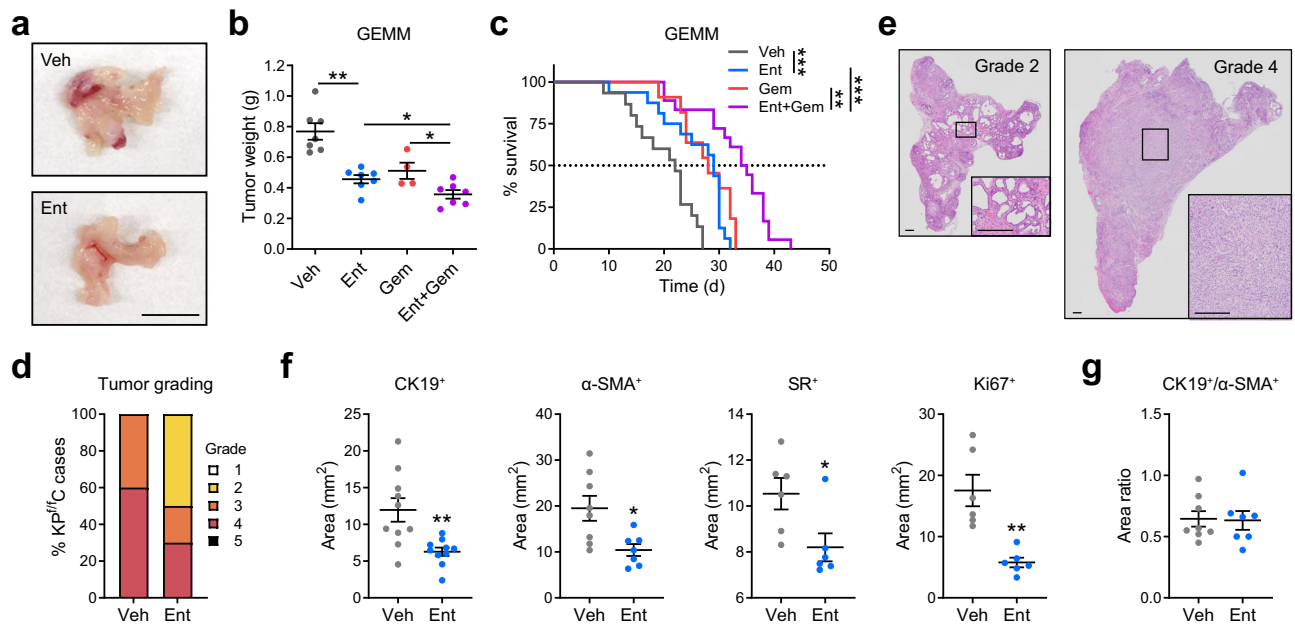 a
Veh
Ent
b
GEMM
Tumor weight (g)
1.2
1.0
0.8
0.6
0.4
0.2
0.0
**
*
*
Veh
Ent
Gem
Ent+Gem
c
GEMM
Veh
Ent
Gem
Ent+Gem
***
**
***
% survival
100
50
0
0 10 20 30 40 50
Time (d)
e
Grade 2
Grade 4
d
Tumor grading
% KPf/fC cases
100
80
60
40
20
0
Veh Ent
Grade
1
2
3
4
5
f
CK19+
Area (mm2)
25
20
15
10
5
0
**
Veh Ent
α-SMA+
Area (mm2)
40
30
20
10
0
*
Veh Ent
SR+
Area (mm2)
14
12
10
8
6
*
Veh Ent
Ki67+
Area (mm2)
30
20
10
0
**
Veh Ent
g
CK19+/α-SMA+
Area ratio
1.5
1.0
0.5
0.0
Veh Ent